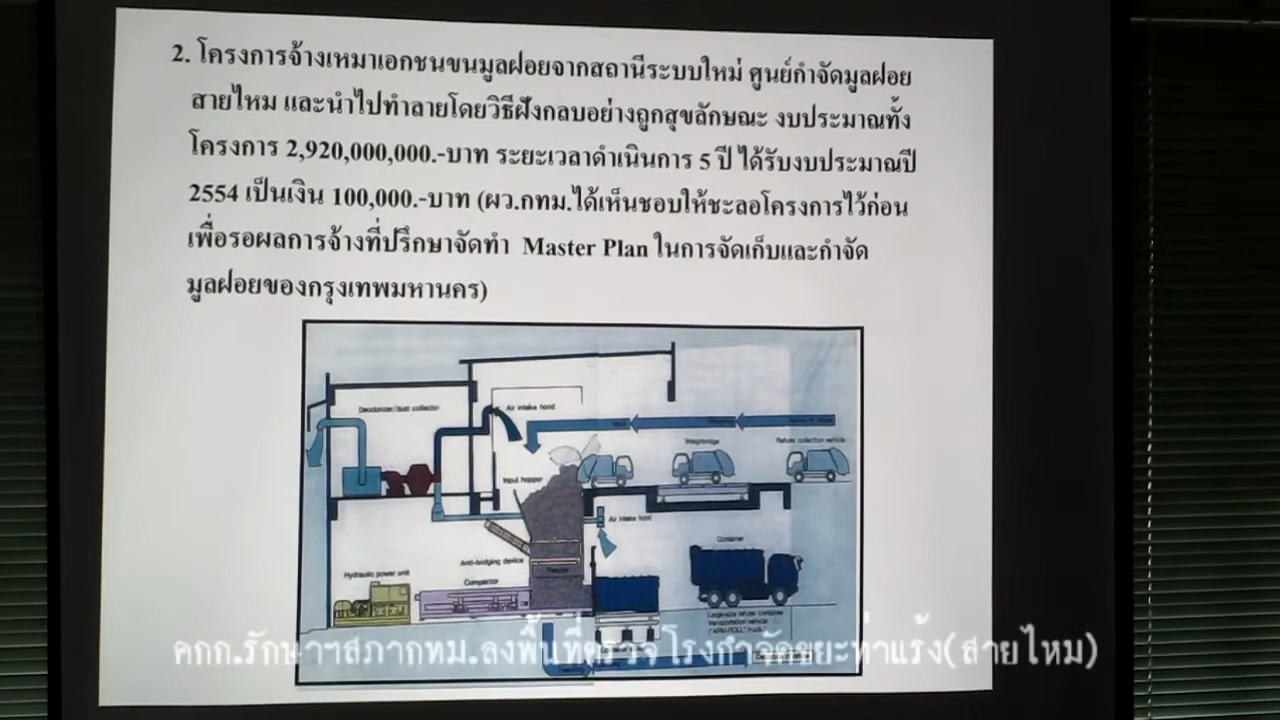 2. โครงการจ้างเหมาเอกชนขนมูลฝอยจากสถานีระบบใหม่ ศูนย์กำจัดมูลฝอย
สายไหม และนำไปทำลายโดยวิธีฝังกลบอย่างถูกสุขลักษณะ งบประมาณทั้ง
โครงการ 2,920,000,000.-บาท ระยะเวลาดำเนินการ 5 ปี ได้รับงบประมาณปี
2554 เป็นเงิน 100,000.-บาท (ผว.กทม.ได้เห็นชอบให้ชะลอโครงการไว้ก่อน
เพื่อรอผลการจ้างที่ปรึกษาจัดทำ Master Plan ในการจัดเก็บและกำจัด
มูลฝอยของกรุงเทพมหานคร)
Deodorizer/dust collector
Air intake hood
Weighbridge
Refuse collection vehicle
Input hopper
Air intake hood
Container
Anti-bridging device
Hydraulic power unit
Compactor
Large-size refuse container
transportation vehicle
คกก.รักษาฯสภากทม.ลงพื้นที่ตรวจโรงกำจัดขยะท่าแร้ง(สายไหม)